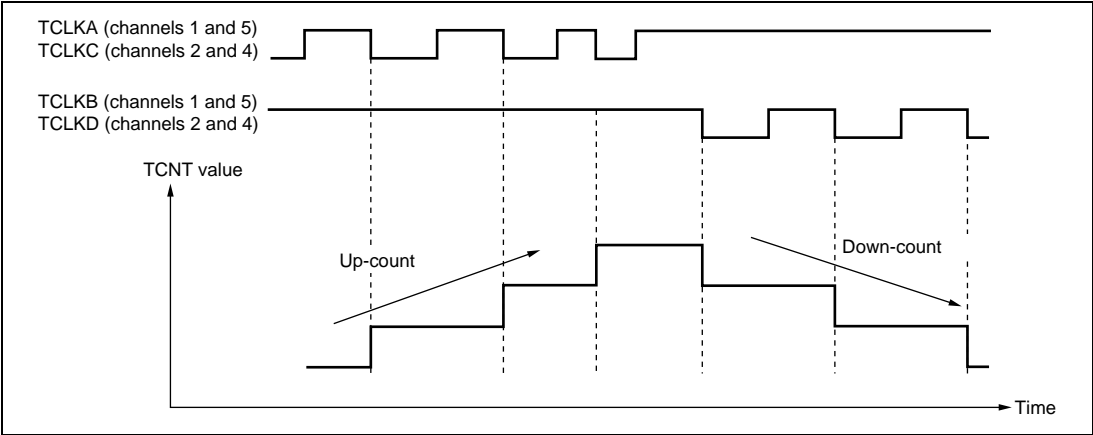 TCLKA (channels 1 and 5)
TCLKC (channels 2 and 4)
TCLKB (channels 1 and 5)
TCLKD (channels 2 and 4)
TCNT value
Up-count
Down-count
Time